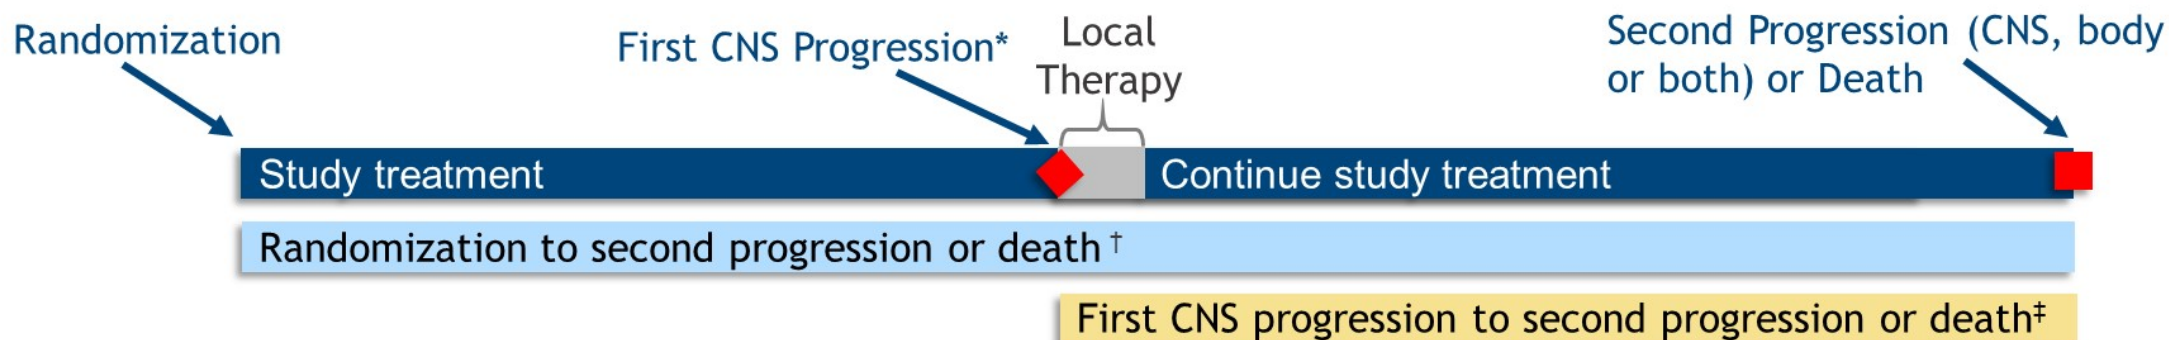 Randomization
First CNS Progression*
Local
Therapy
Second Progression (CNS, body
or both) or Death
Study treatment
Continue study treatment
Randomization to second progression or death †
First CNS progression to second progression or death‡